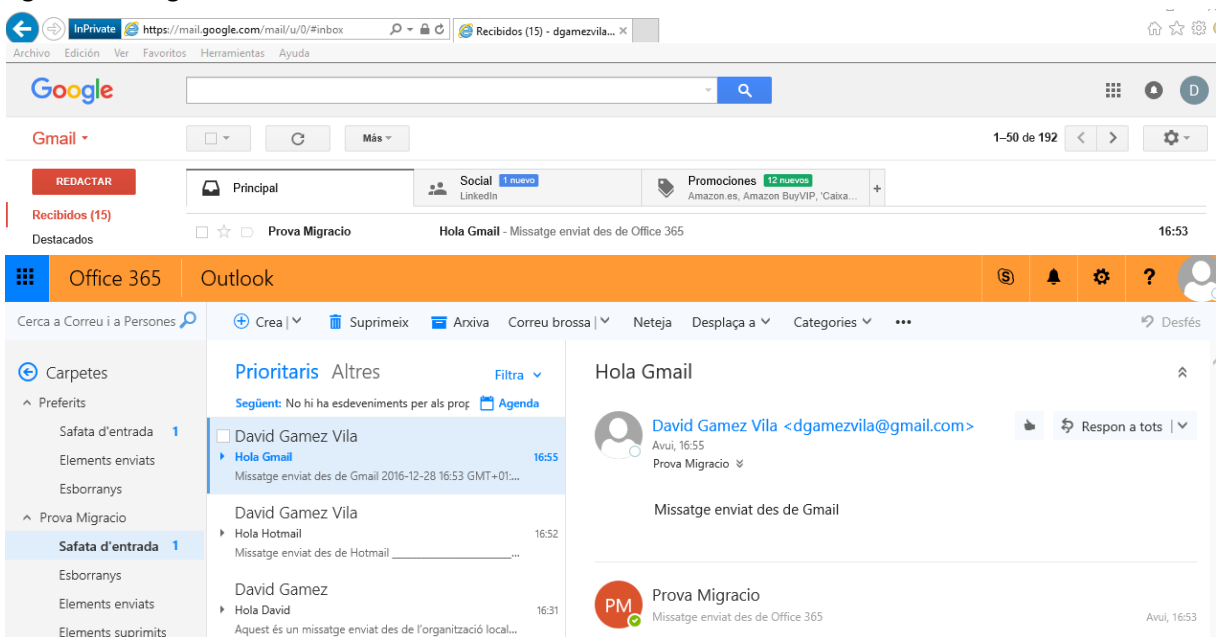 InPrivate https://mail.google.com/mail/u/0/#inbox Recibidos (15) - dgamezvila... ×
Archivo Edición Ver Favoritos Herramientas Ayuda
Google D
Gmail Más 1–50 de 192
REDACTAR Principal Social 1 nuevo Promociones 12 nuevos +
LinkedIn Amazon.es, Amazon BuyVIP, 'Caixa...
Recibidos (15)
Destacados Prova Migracio Hola Gmail - Missatge enviat des de Office 365 16:53
Office 365 Outlook ?
Cerca a Correu i a Persones Crea Suprimeix Arxiva Correu brossa Neteja Desplaça a Categories ••• Desfés
Carpetes
Preferits
Safata d'entrada 1
Elements enviats
Esborranys
Prova Migracio
Safata d'entrada 1
Esborranys
Elements enviats
Elements suprimits
Prioritaris Altres Filtra
Següent: No hi ha esdeveniments per als prop Agenda
David Gamez Vila
Hola Gmail 16:55
Missatge enviat des de Gmail 2016-12-28 16:53 GMT+01:...
David Gamez Vila
Hola Hotmail 16:52
Missatge enviat des de Hotmail ____________________...
David Gamez
Hola David 16:31
Aquest és un missatge enviat des de l'organització local...
Hola Gmail
David Gamez Vila <dgamezvila@gmail.com> Respon a tots
Avui, 16:55
Prova Migracio
Missatge enviat des de Gmail
PM Prova Migracio
Missatge enviat des de Office 365 Avui, 16:53